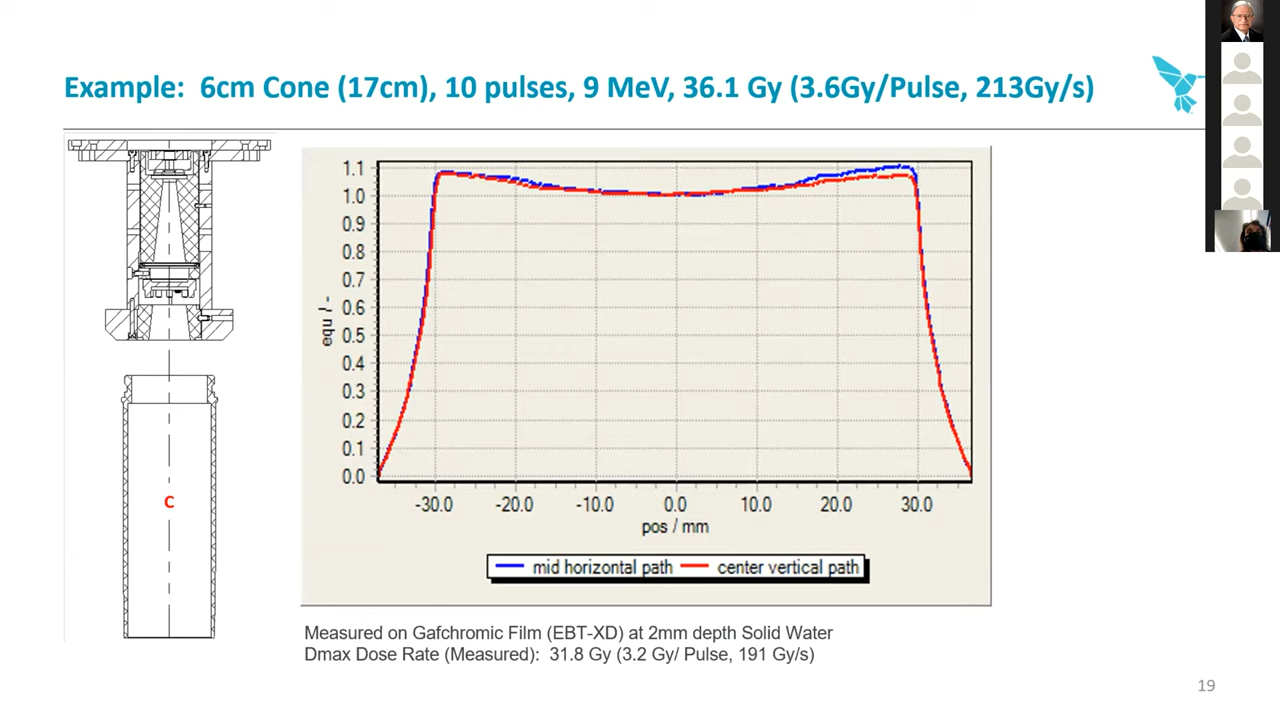 Example: 6cm Cone (17cm), 10 pulses, 9 MeV, 36.1 Gy (3.6Gy/Pulse, 213Gy/s)
C
1.1
1.0
0.9
0.8
0.7
0.6
0.5
0.4
0.3
0.2
0.1
0.0
equ / -
-30.0 -20.0 -10.0 0.0 10.0 20.0 30.0
pos / mm
mid horizontal path center vertical path
Measured on Gafchromic Film (EBT-XD) at 2mm depth Solid Water
Dmax Dose Rate (Measured): 31.8 Gy (3.2 Gy/ Pulse, 191 Gy/s)
19